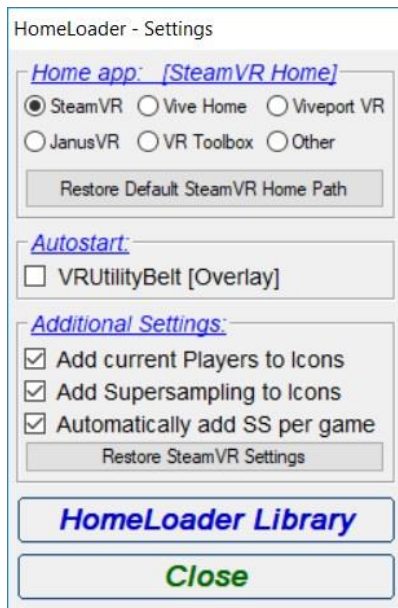 HomeLoader - Settings
Home app: [SteamVR Home]
SteamVR Vive Home Viveport VR
JanusVR VR Toolbox Other
Restore Default SteamVR Home Path
Autostart:
VRUtilityBelt [Overlay]
Additional Settings:
Add current Players to Icons
Add Supersampling to Icons
Automatically add SS per game
Restore SteamVR Settings
HomeLoader Library
Close